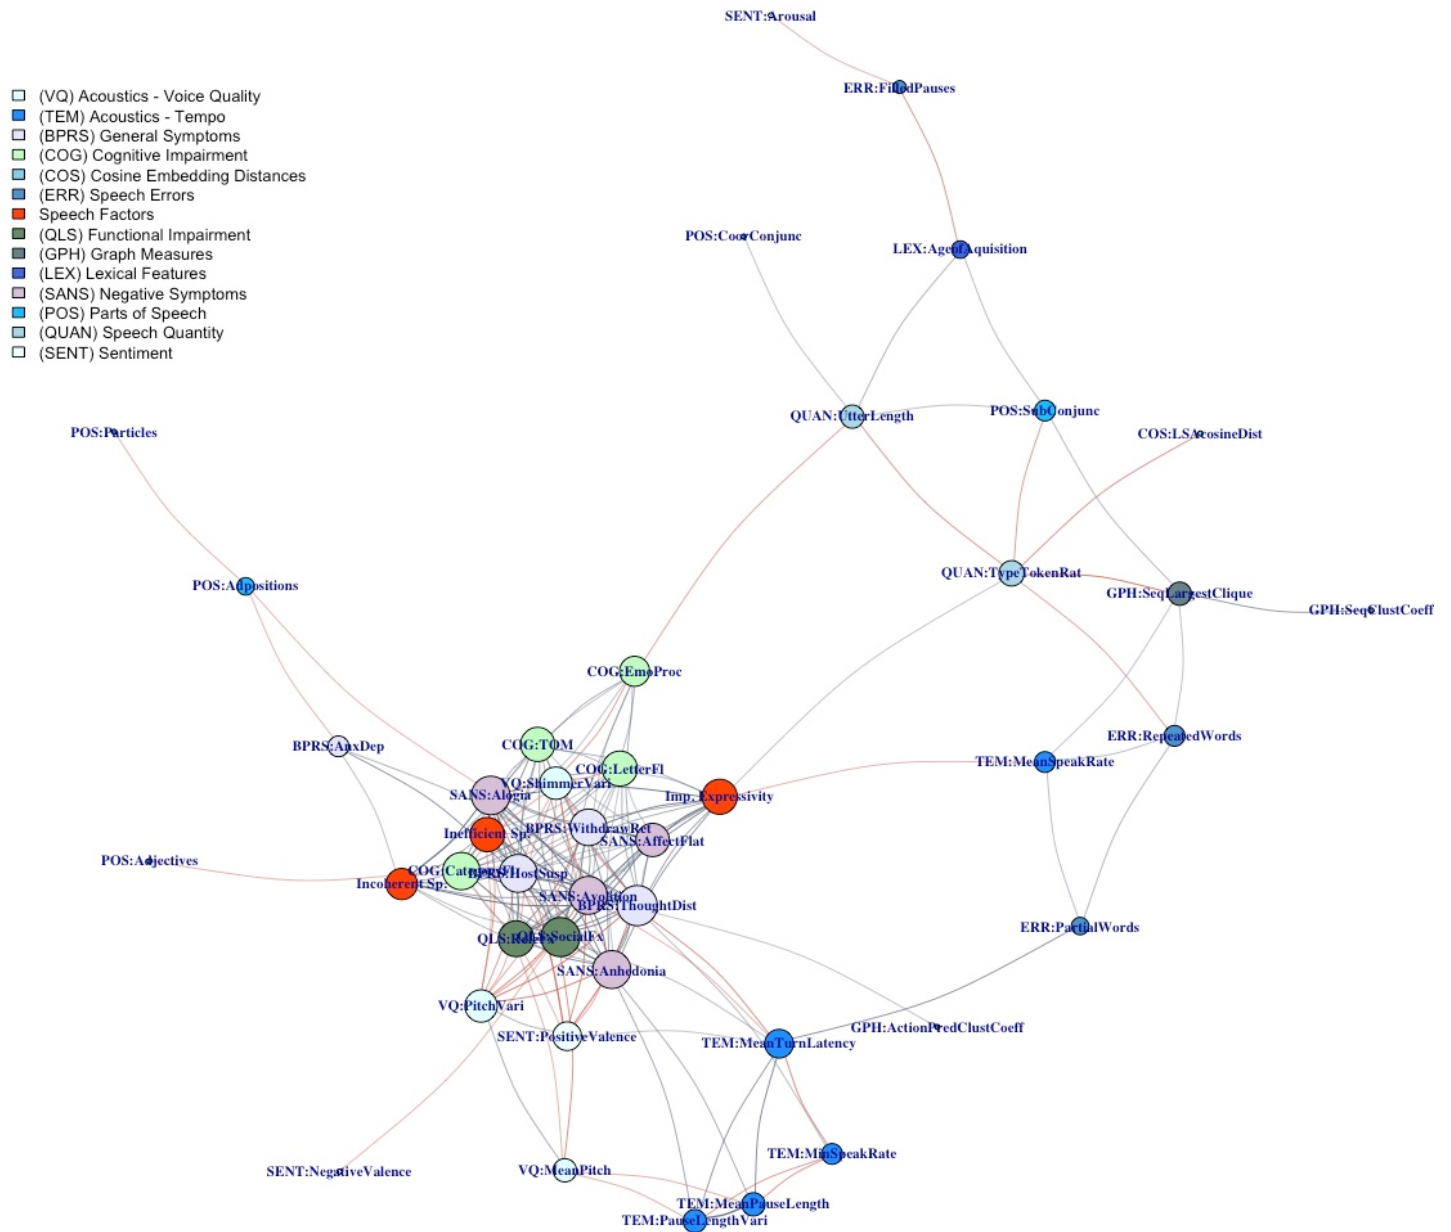 SENT:Arousal
ERR:FilledPauses
(VQ) Acoustics - Voice Quality
(TEM) Acoustics - Tempo
(BPRS) General Symptoms
(COG) Cognitive Impairment
(COS) Cosine Embedding Distances
(ERR) Speech Errors
Speech Factors
(QLS) Functional Impairment
(GPH) Graph Measures
(LEX) Lexical Features
(SANS) Negative Symptoms
(POS) Parts of Speech
(QUAN) Speech Quantity
(SENT) Sentiment
POS:CoorConjunc
LEX:AgeofAquisition
QUAN:UtterLength
POS:SubConjunc
POS:Particles
COS:LSAcosineDist
QUAN:TypeTokenRat
POS:Adpositions
GPH:SeqLargestClique
GPH:SeqClustCoeff
COG:EmoProc
BPRS:AnxDep
COG:TOM
ERR:RepeatedWords
TEM:MeanSpeakRate
COG:LetterFl
VQ:ShimmerVari
SANS:Alogia
Imp. Expressivity
BPRS:WithdrawRet
Inefficient Sp.
SANS:AffectFlat
POS:Adjectives
COG:CategoryFl
BPRS:HostSusp
Incoherent Sp.
SANS:Avolition
BPRS:ThoughtDist
ERR:PartialWords
QLS:SocialFx
SANS:Anhedonia
VQ:PitchVari
GPH:ActionPredClustCoeff
SENT:PositiveValence
TEM:MeanTurnLatency
TEM:MinSpeakRate
SENT:NegativeValence
VQ:MeanPitch
TEM:MeanPauseLength
TEM:PauseLengthVari